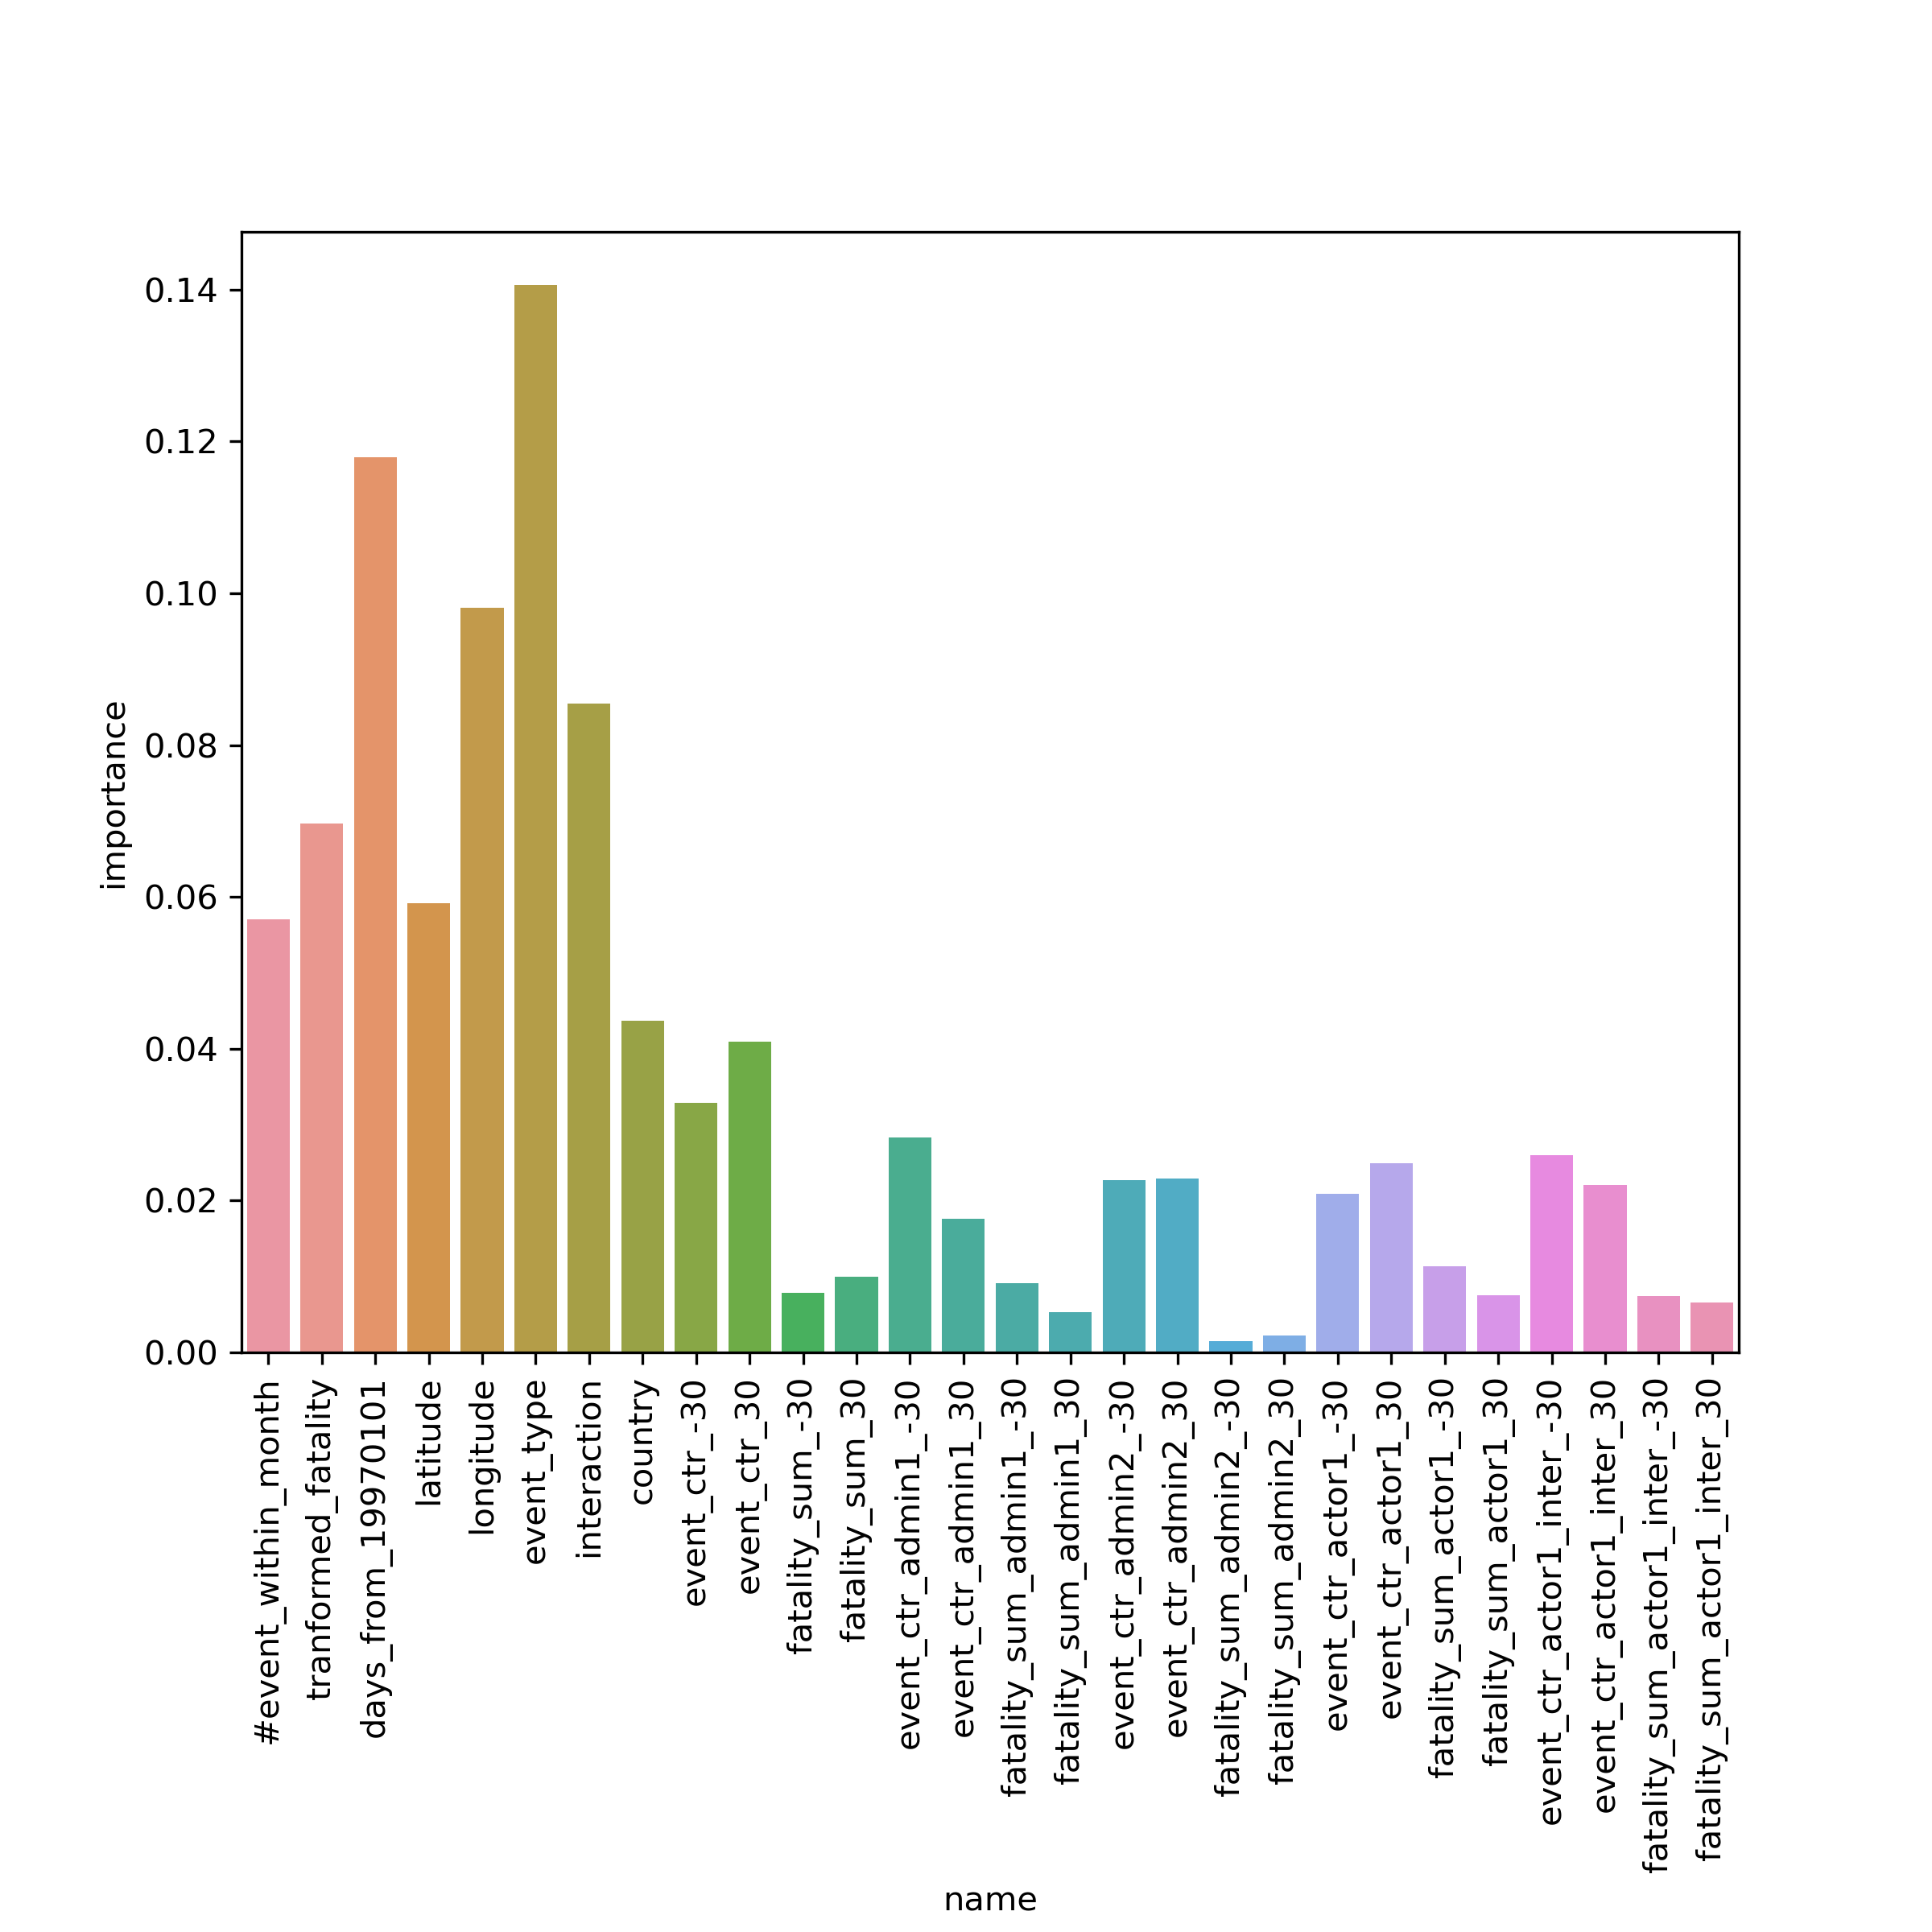 importance
0.14
0.12
0.10
0.08
0.06
0.04
0.02
0.00
#event_within_month
tranformed_fatality
days_from_19970101
latitude
longitude
event_type
interaction
country
event_ctr_-30
event_ctr_30
fatality_sum_-30
fatality_sum_30
event_ctr_admin1_-30
event_ctr_admin1_30
fatality_sum_admin1_-30
fatality_sum_admin1_30
event_ctr_admin2_-30
event_ctr_admin2_30
fatality_sum_admin2_-30
fatality_sum_admin2_30
event_ctr_actor1_-30
event_ctr_actor1_30
fatality_sum_actor1_-30
fatality_sum_actor1_30
event_ctr_actor1_inter_-30
event_ctr_actor1_inter_30
fatality_sum_actor1_inter_-30
fatality_sum_actor1_inter_30
name